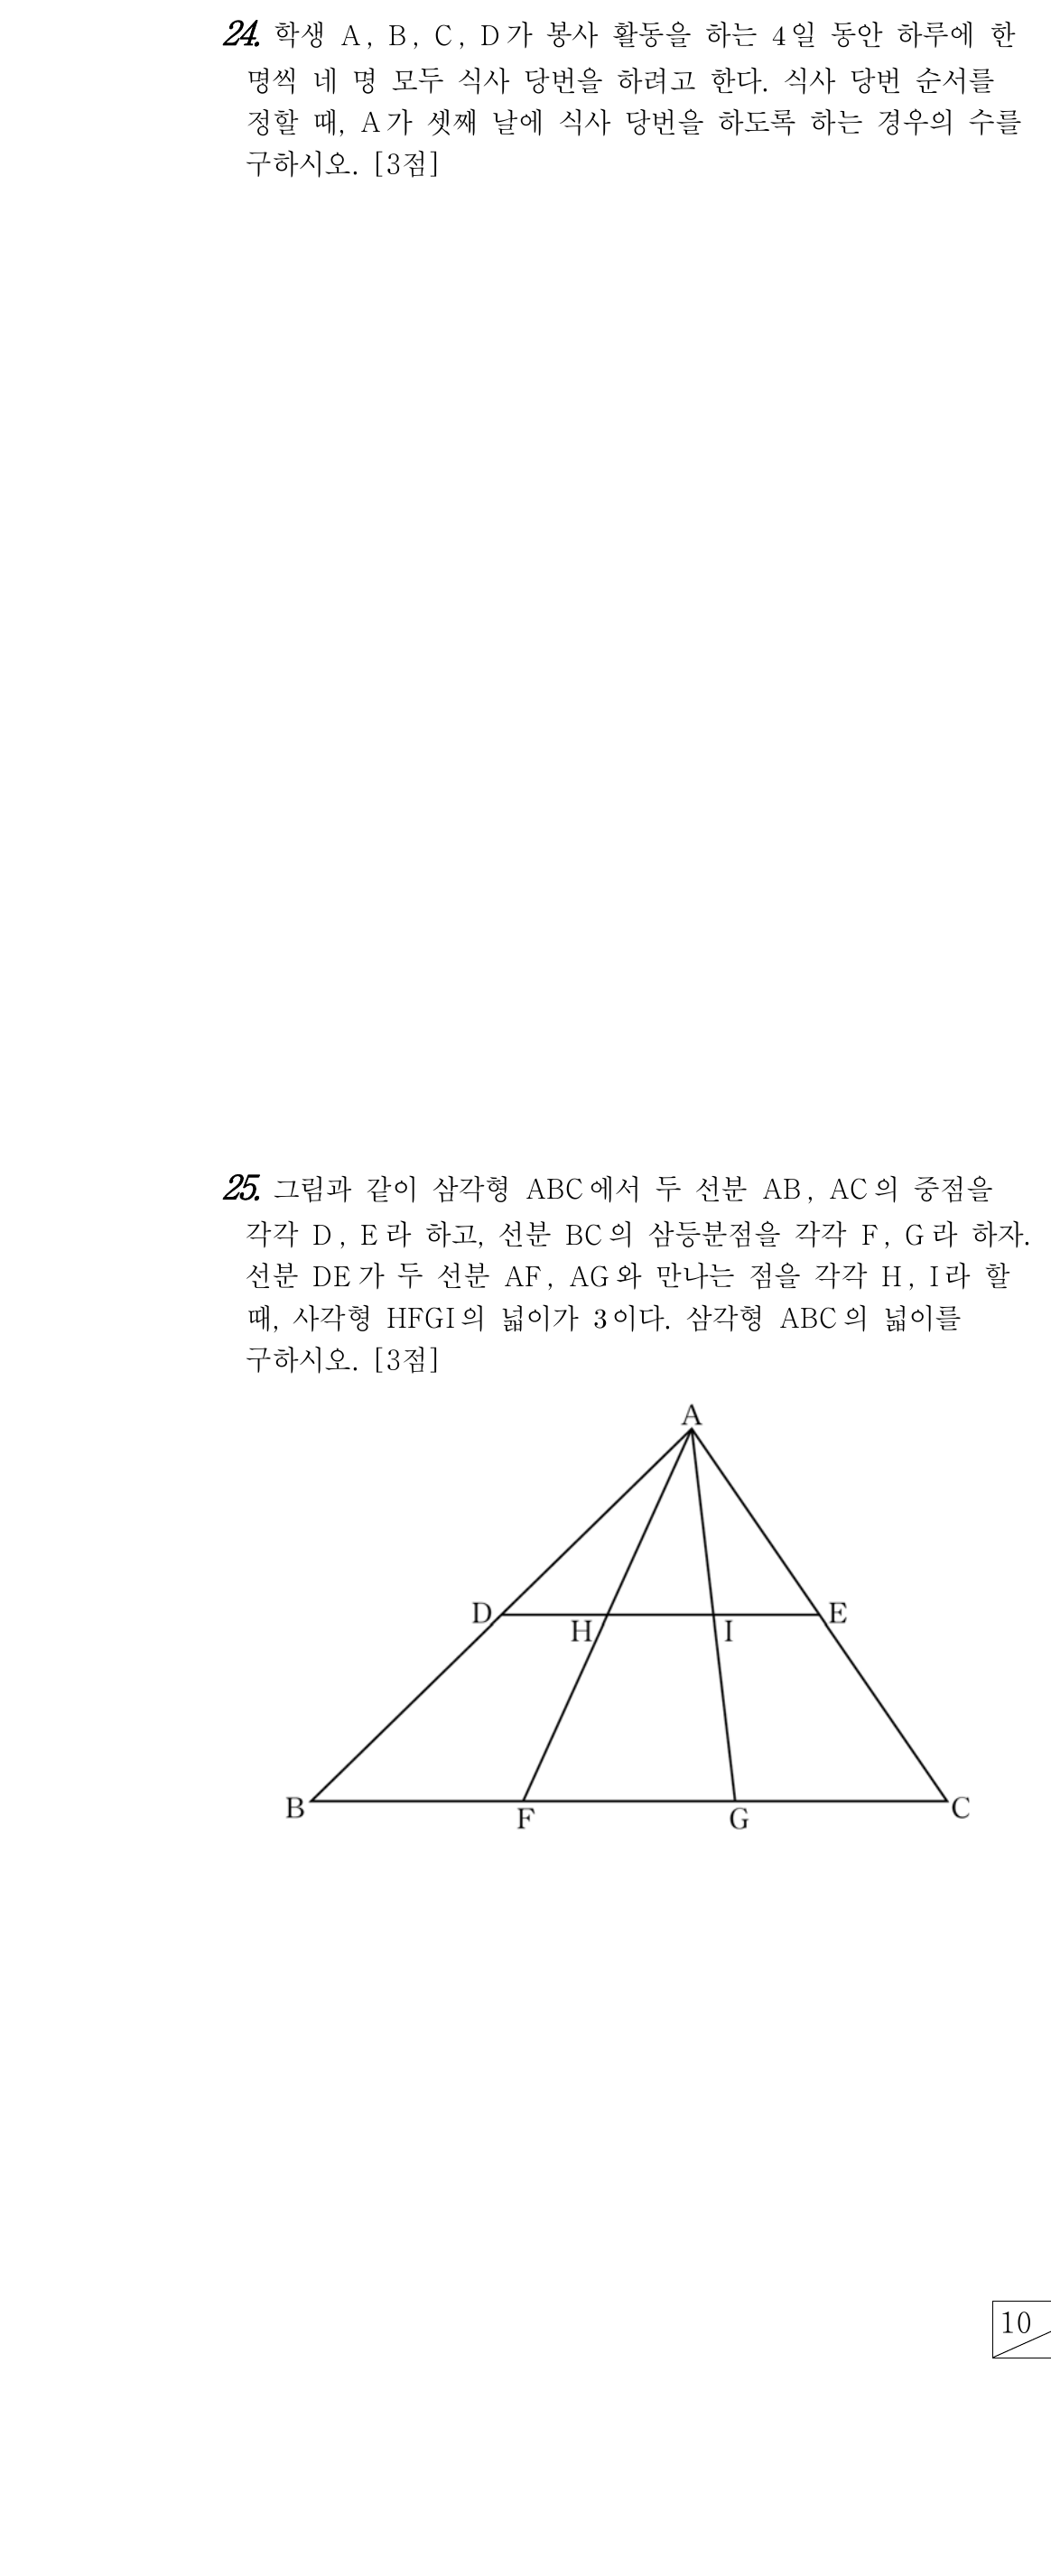 24. 학생 A, B, C, D가 봉사 활동을 하는 4일 동안 하루에 한
명씩 네 명 모두 식사 당번을 하려고 한다. 식사 당번 순서를
정할 때, A가 셋째 날에 식사 당번을 하도록 하는 경우의 수를
구하시오. [3점]
25. 그림과 같이 삼각형 ABC에서 두 선분 AB, AC의 중점을
각각 D, E라 하고, 선분 BC의 삼등분점을 각각 F, G라 하자.
선분 DE가 두 선분 AF, AG와 만나는 점을 각각 H, I라 할
때, 사각형 HFGI의 넓이가 3이다. 삼각형 ABC의 넓이를
구하시오. [3점]
A
D
H
I
E
B
F
G
C
10